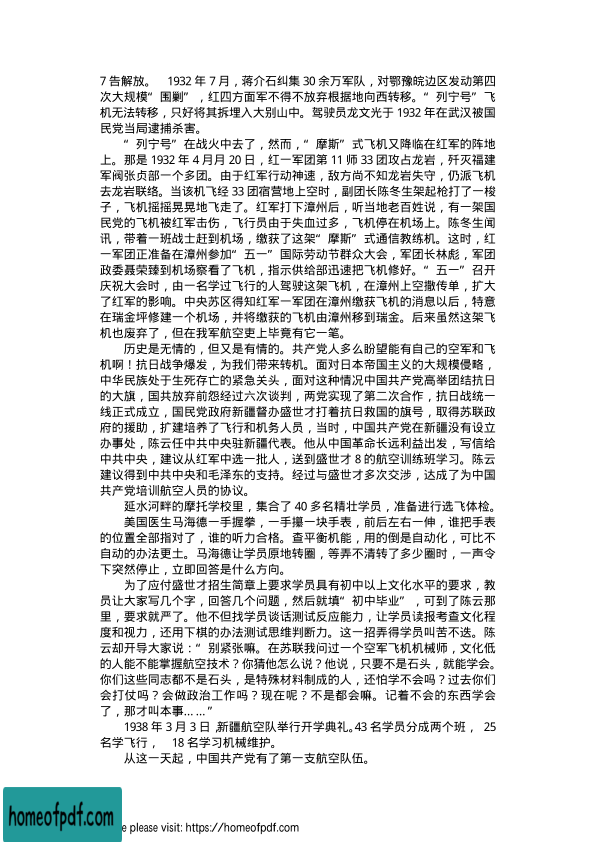 7 告解放。 1932 年 7 月，蒋介石纠集 30 余万军队，对鄂豫皖边区发动第四
次大规模“围剿”，红四方面军不得不放弃根据地向西转移。“列宁号”飞
机无法转移，只好将其拆埋入大别山中。驾驶员龙文光于 1932 年在武汉被国
民党当局逮捕杀害。
“列宁号”在战火中去了，然而，“摩斯”式飞机又降临在红军的阵地
上。那是 1932 年 4 月月 20 日，红一军团第 11 师 33 团攻占龙岩，歼灭福建
军阀张贞部一个多团。由于红军行动神速，敌方尚不知龙岩失守，仍派飞机
去龙岩联络。当该机飞经 33 团宿营地上空时，副团长陈冬生架起枪打了一梭
子，飞机摇摇晃晃地飞走了。红军打下漳州后，听当地老百姓说，有一架国
民党的飞机被红军击伤，飞行员由于失血过多，飞机停在机场上。陈冬生闻
讯，带着一班战士赶到机场，缴获了这架“摩斯”式通信教练机。这时，红
一军团正准备在漳州参加“五一”国际劳动节群众大会，军团长林彪，军团
政委聂荣臻到机场察看了飞机，指示供给部迅速把飞机修好。“五一”召开
庆祝大会时，由一名学过飞行的人驾驶这架飞机，在漳州上空撒传单，扩大
了红军的影响。中央苏区得知红军一军团在漳州缴获飞机的消息以后，特意
在瑞金坪修建一个机场，并将缴获的飞机由漳州移到瑞金。后来虽然这架飞
机也废弃了，但在我军航空吏上毕竟有它一笔。
历史是无情的，但又是有情的。共产党人多么盼望能有自己的空军和飞
机啊！抗日战争爆发，为我们带来转机。面对日本帝国主义的大规模侵略，
中华民族处于生死存亡的紧急关头，面对这种情况中国共产党高举团结抗日
的大旗，国共放弃前怨经过六次谈判，两党实现了第二次合作，抗日战统一
线正式成立，国民党政府新疆督办盛世才打着抗日救国的旗号，取得苏联政
府的援助，扩建培养了飞行和机务人员，当时，中国共产党在新疆没有设立
办事处，陈云任中共中央驻新疆代表。他从中国革命长远利益出发，写信给
中共中央，建议从红军中选一批人，送到盛世才 8 的航空训练班学习。陈云
建议得到中共中央和毛泽东的支持。经过与盛世才多次交涉，达成了为中国
共产党培训航空人员的协议。
延水河畔的摩托学校里，集合了 40 多名精壮学员，准备进行选飞体检。
美国医生马海德一手握拳，一手攥一块手表，前后左右一伸，谁把手表
的位置全部指对了，谁的听力合格。查平衡机能，用的倒是自动化，可比不
自动的办法更土。马海德让学员原地转圈，等弄不清转了多少圈时，一声令
下突然停止，立即回答是什么方向。
为了应付盛世才招生简章上要求学员具有初中以上文化水平的要求，教
员让大家写几个字，回答几个问题，然后就填“初中毕业”，可到了陈云那
里，要求就严了。他不但找学员谈话测试反应能力，让学员读报考查文化程
度和视力，还用下棋的办法测试思维判断力。这一招弄得学员叫苦不迭。陈
云却开导大家说：“别紧张嘛。在苏联我问过一个空军飞机机械师，文化低
的人能不能掌握航空技术？你猜他怎么说？他说，只要不是石头，就能学会。
你们这些同志都不是石头，是特殊材料制成的人，还怕学不会吗？过去你们
会打仗吗？会做政治工作吗？现在呢？不是都会嘛。记着不会的东西学会
了，那才叫本事... ... ”
1938 年 3 月 3 日，新疆航空队举行开学典礼。43 名学员分成两个班， 25
名学飞行， 18 名学习机械维护。
从这一天起，中国共产党有了第一支航空队伍。
homeofpdf.com
e please visit: https://homeofpdf.com